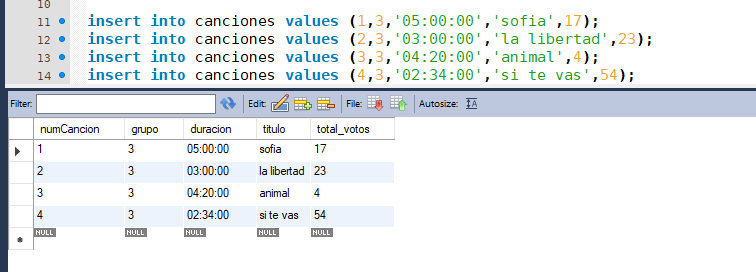 10
11 insert into canciones values (1,3,'05:00:00','sofia',17);
12 insert into canciones values (2,3,'03:00:00','la libertad',23);
13 insert into canciones values (3,3,'04:20:00','animal',4);
14 insert into canciones values (4,3,'02:34:00','si te vas',54);
Filter: Edit: File: Autosize:
numCancion grupo duracion titulo total_votos
1 3 05:00:00 sofia 17
2 3 03:00:00 la libertad 23
3 3 04:20:00 animal 4
4 3 02:34:00 si te vas 54
NULL NULL NULL NULL NULL